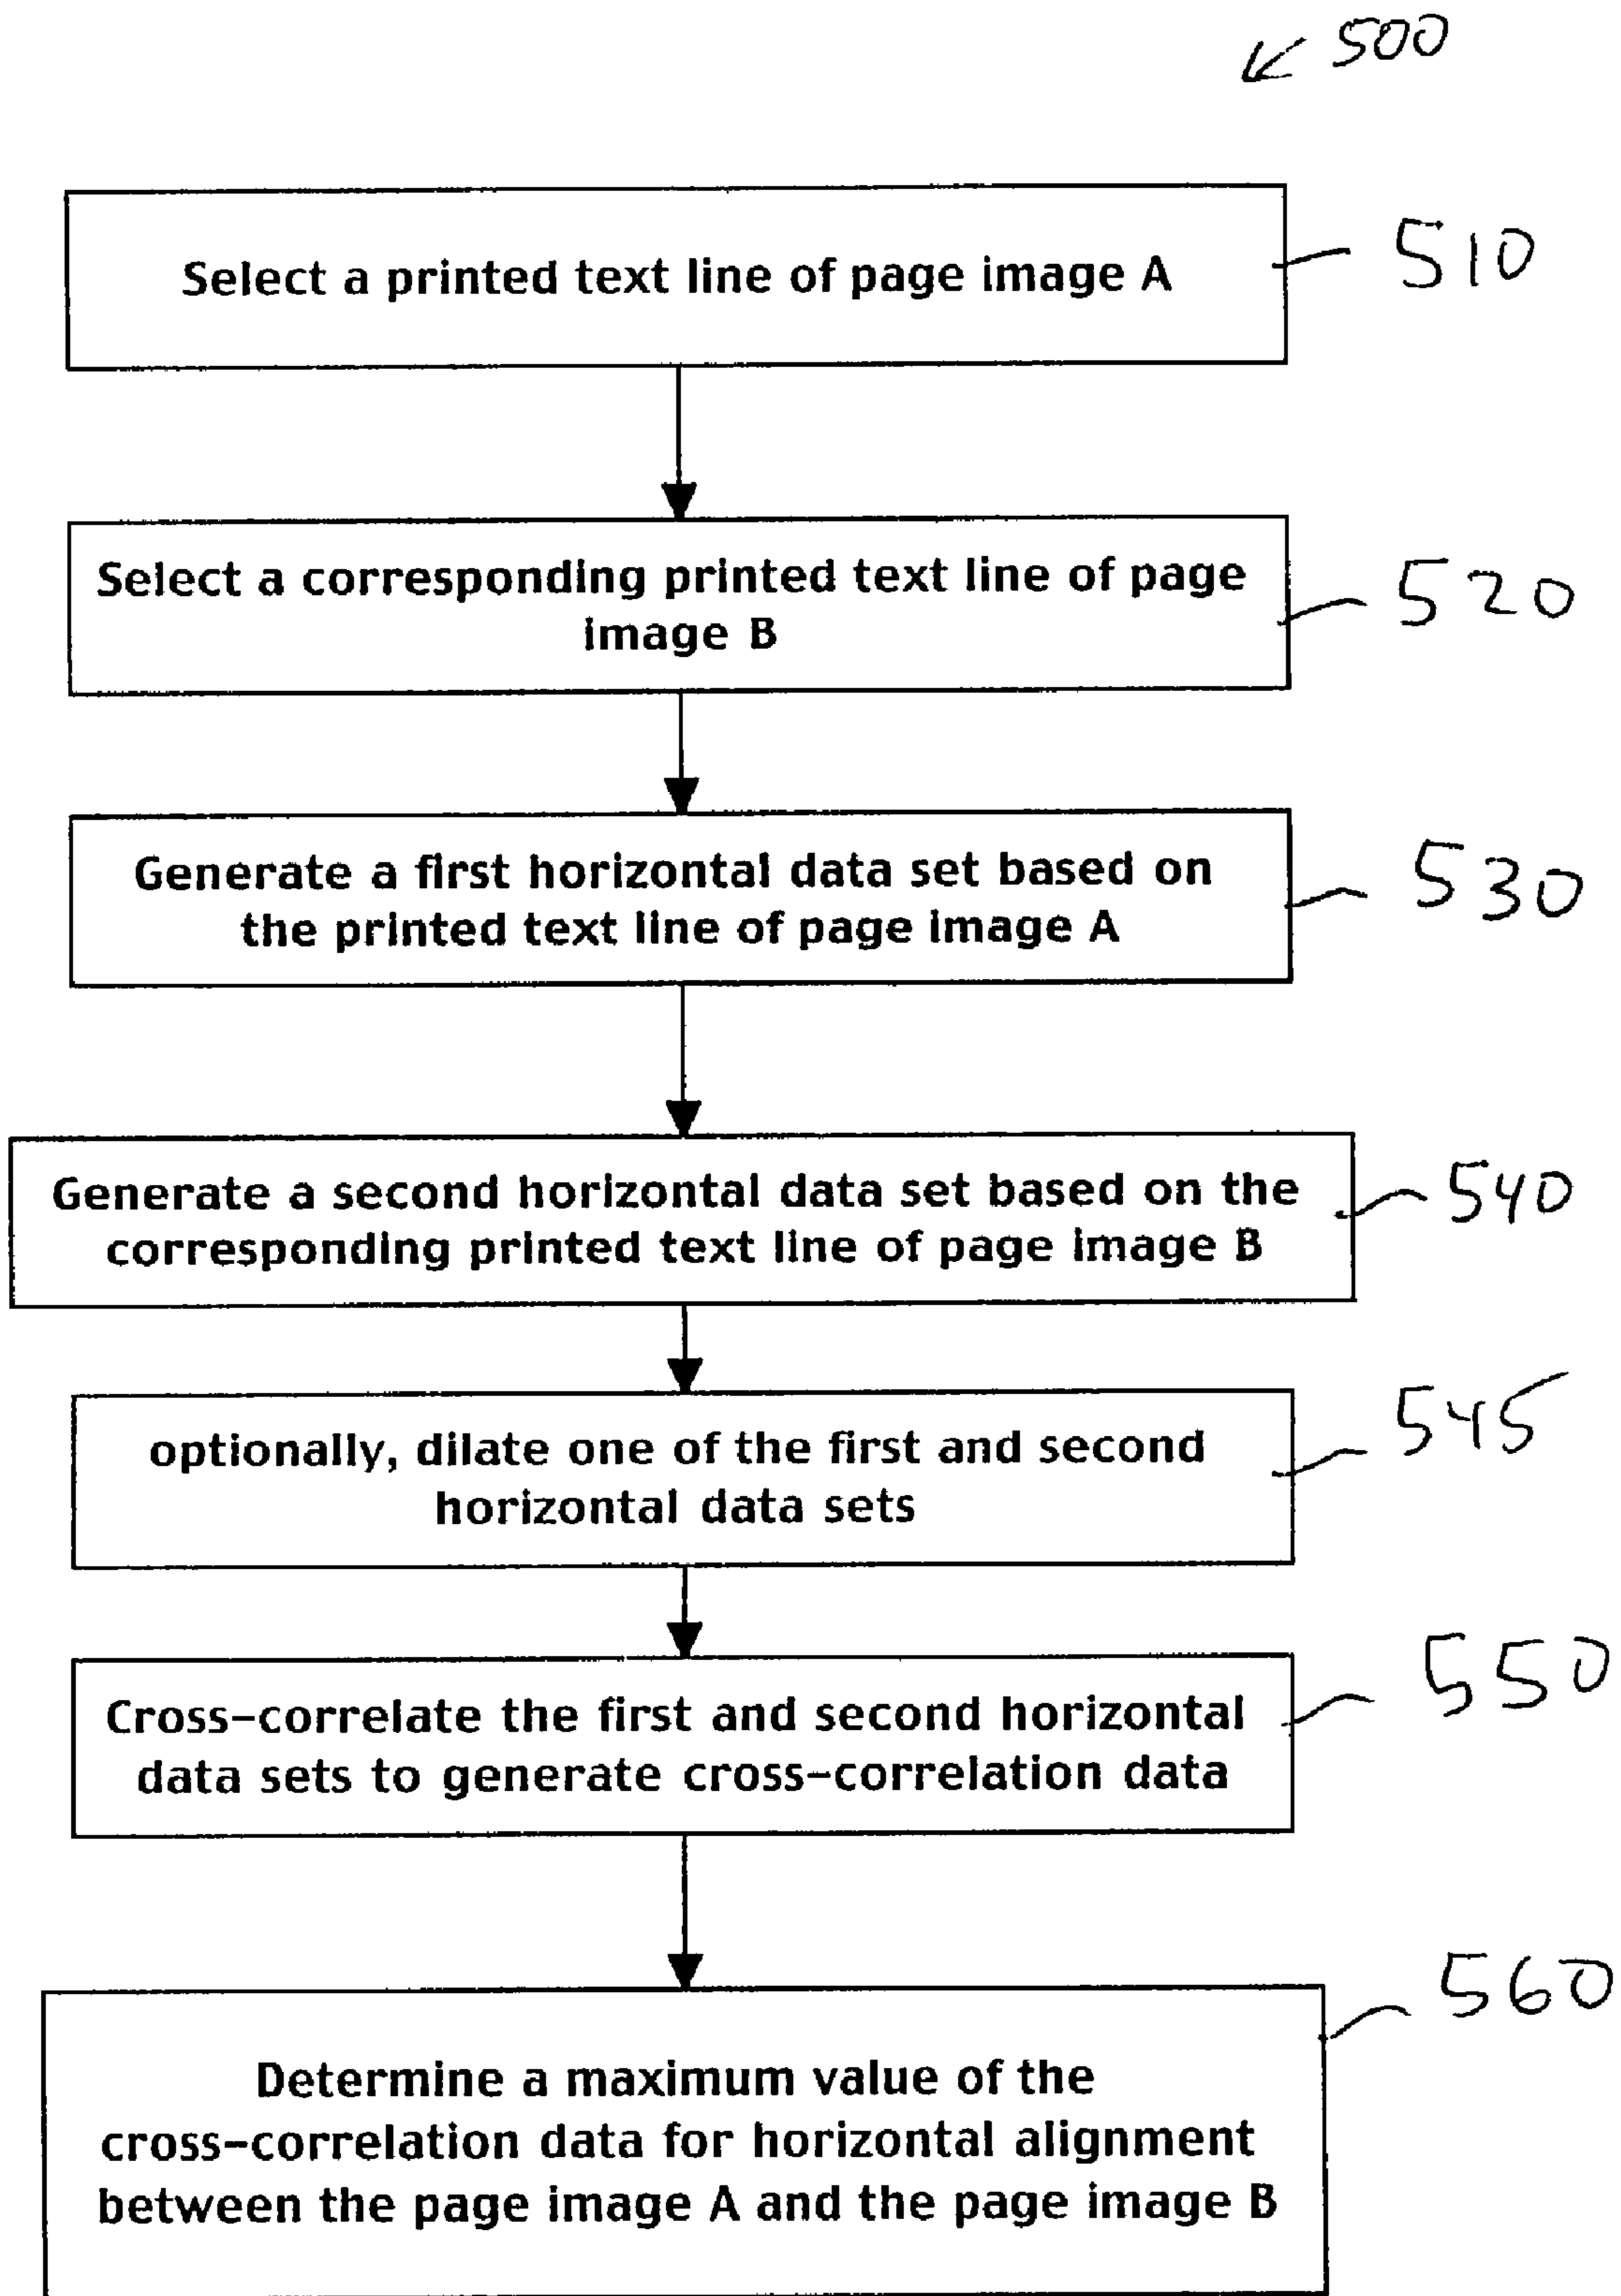 500
Select a printed text line of page image A
510
Select a corresponding printed text line of page
image B
520
Generate a first horizontal data set based on
the printed text line of page image A
530
Generate a second horizontal data set based on the
corresponding printed text line of page image B
540
optionally, dilate one of the first and second
horizontal data sets
545
Cross-correlate the first and second horizontal
data sets to generate cross-correlation data
550
Determine a maximum value of the
cross-correlation data for horizontal alignment
between the page image A and the page image B
560